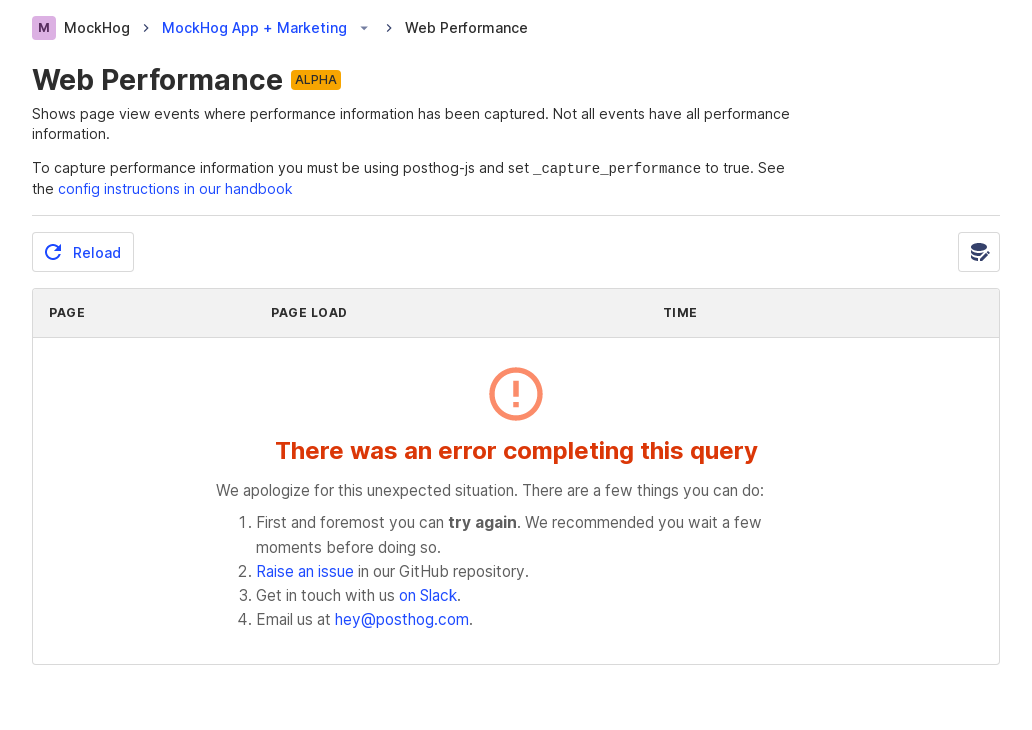 M MockHog MockHog App + Marketing Web Performance
Web Performance ALPHA
Shows page view events where performance information has been captured. Not all events have all performance
information.
To capture performance information you must be using posthog-js and set _capture_performance to true. See
the config instructions in our handbook
Reload
PAGE PAGE LOAD TIME
There was an error completing this query
We apologize for this unexpected situation. There are a few things you can do:
1. First and foremost you can try again. We recommended you wait a few
moments before doing so.
2. Raise an issue in our GitHub repository.
3. Get in touch with us on Slack.
4. Email us at hey@posthog.com.